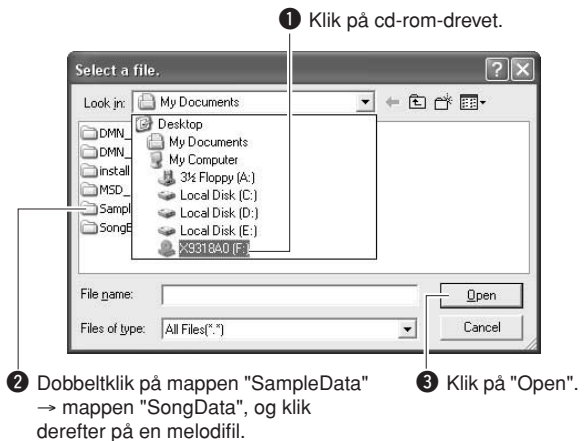 ❶ Klik på cd-rom-drevet.
Select a file.
Look in: My Documents
Desktop
My Documents
My Computer
3½ Floppy (A:)
Local Disk (C:)
Local Disk (D:)
Local Disk (E:)
X9318A0 (F:)
DMN_
DMN_
install
MSD_
Sampl
SongE
File name:
Open
Files of type: All Files(*.*)
Cancel
❷ Dobbeltklik på mappen "SampleData"
→ mappen "SongData", og klik
derefter på en melodifil.
❸ Klik på "Open".